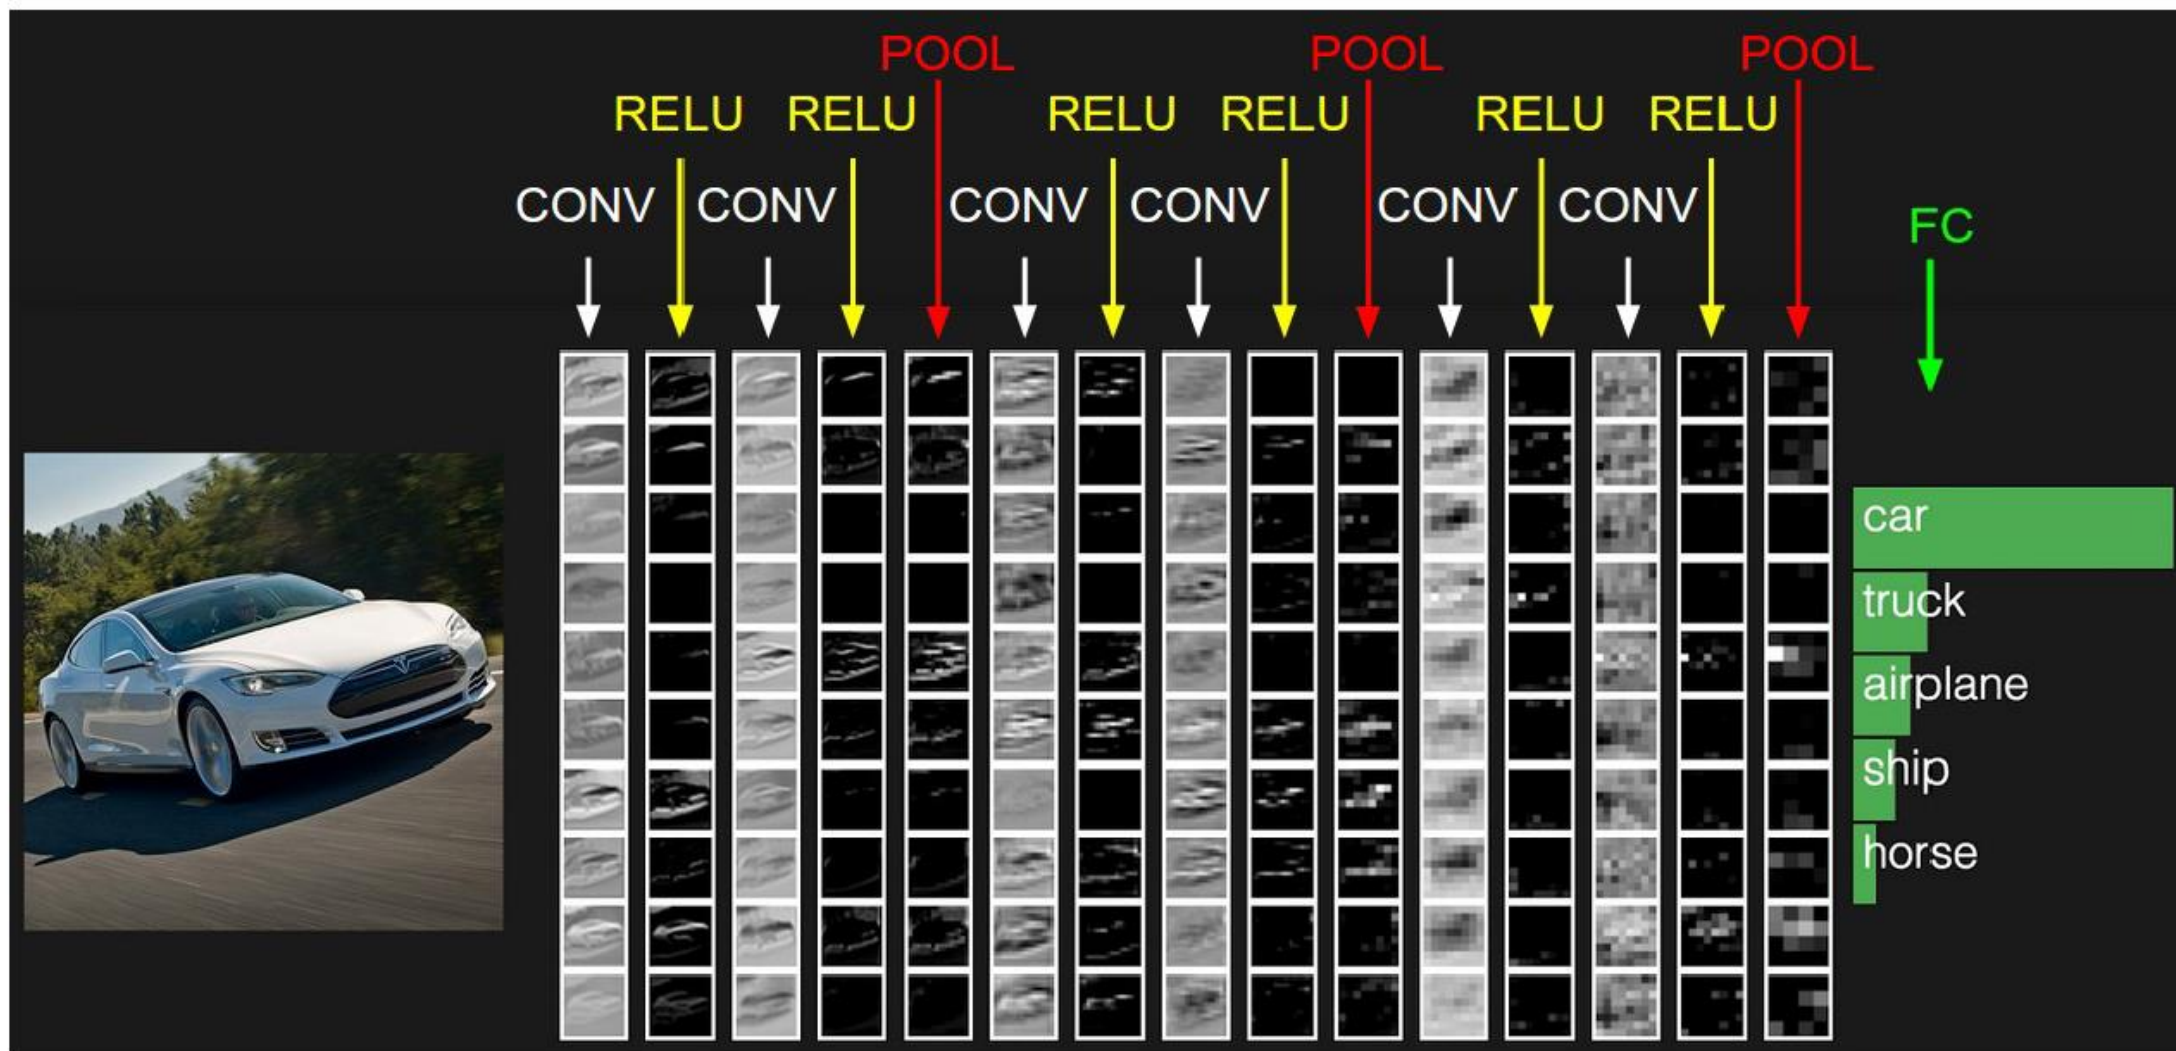 POOL POOL POOL
RELU RELU RELU RELU RELU RELU
CONV CONV CONV CONV CONV CONV
FC
car
truck
airplane
ship
horse